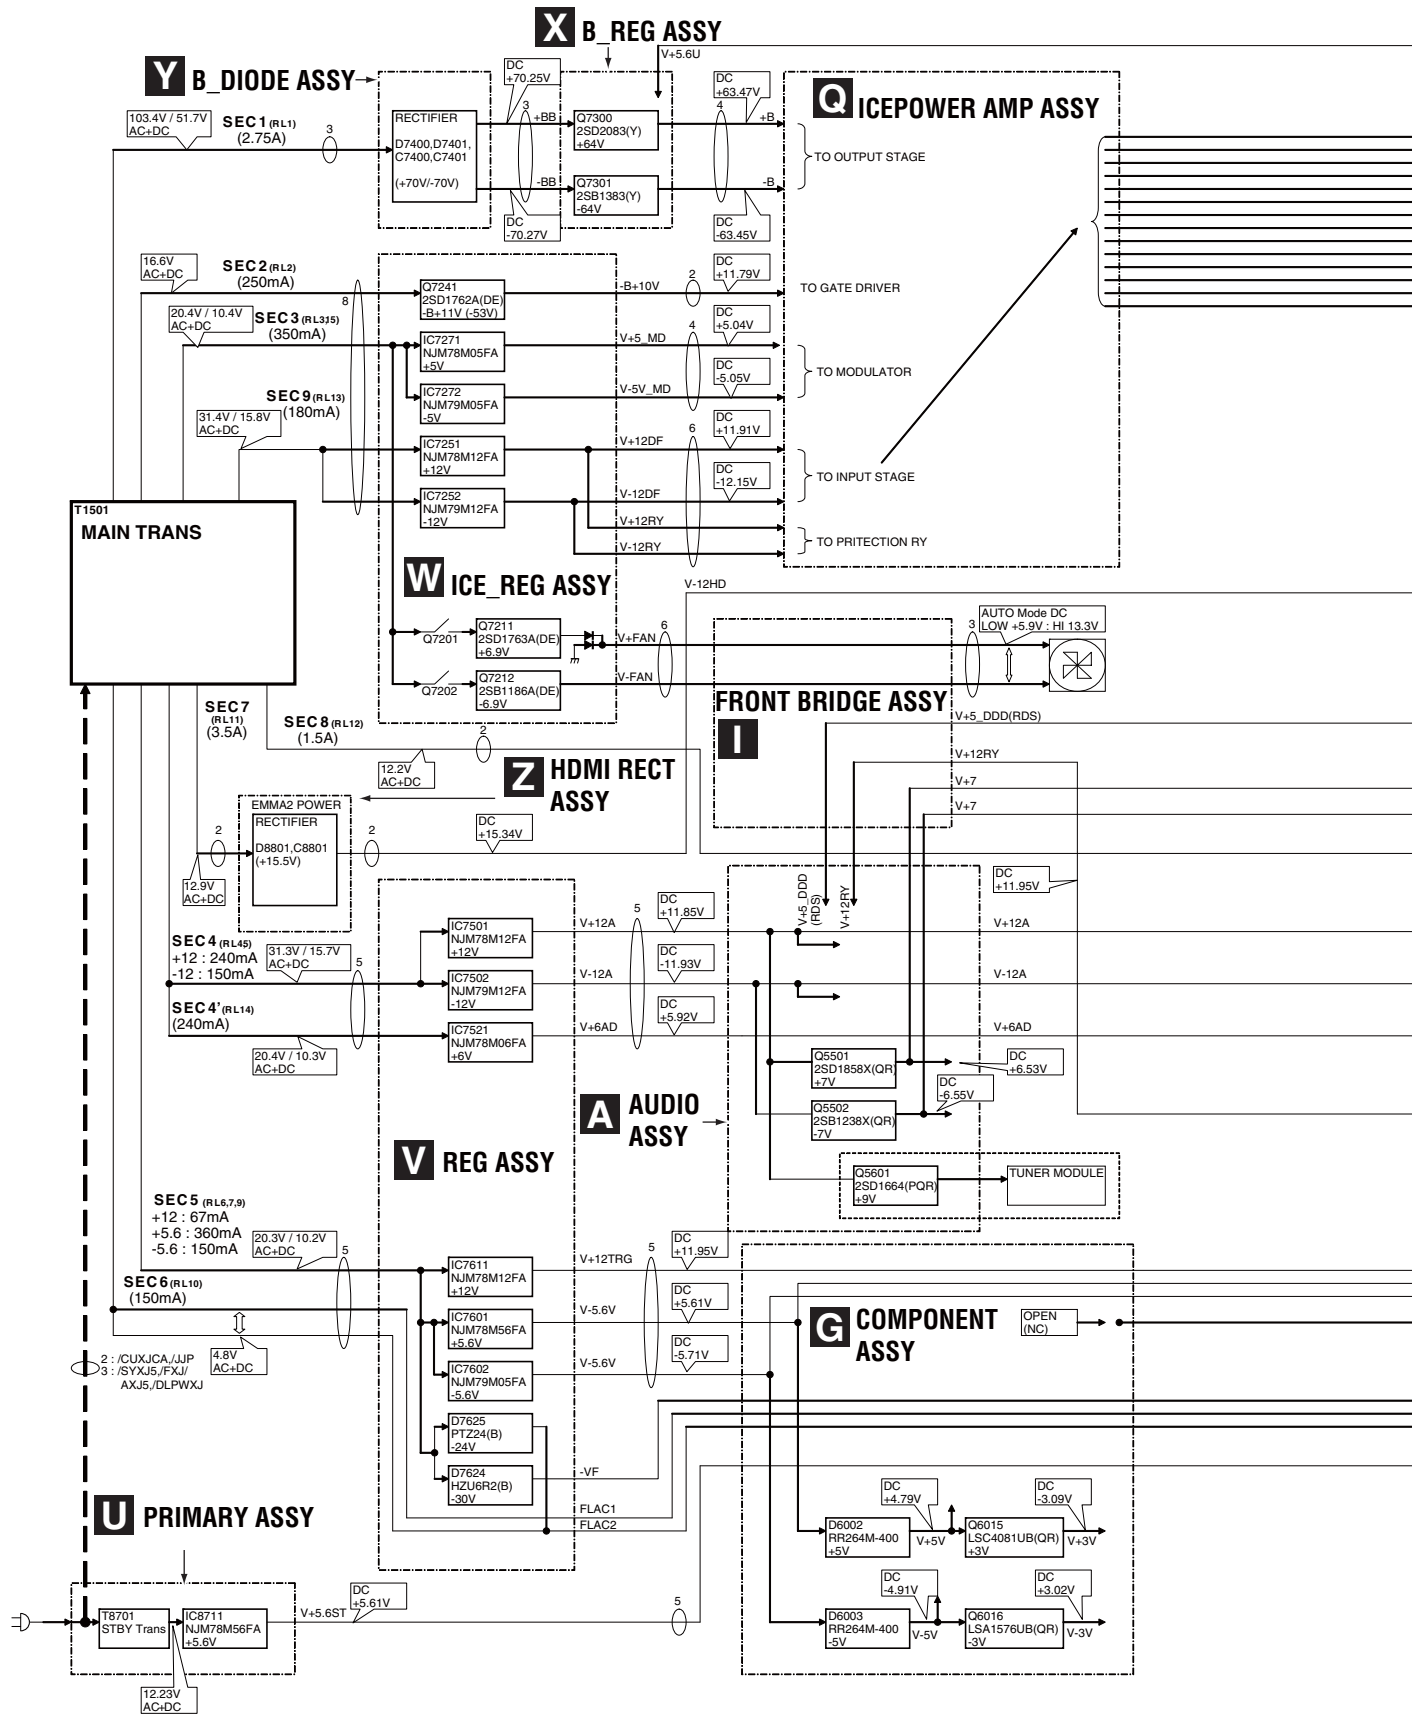 X B_REG ASSY
V+5.6U
Y B_DIODE ASSY
DC
+70.25V
DC
+63.47V
Q ICEPOWER AMP ASSY
103.4V / 51.7V
AC+DC
SEC1 (RL1)
(2.75A)
3
RECTIFIER
D7400,D7401,
C7400,C7401
(+70V/-70V)
3
+BB
-BB
Q7300
2SD2083(Y)
+64V
Q7301
2SB1383(Y)
-64V
4
+B
-B
TO OUTPUT STAGE
DC
-70.27V
DC
-63.45V
16.6V
AC+DC
SEC2 (RL2)
(250mA)
8
Q7241
2SD1762A(DE)
-B+11V (-53V)
-B+10V
2
DC
+11.79V
TO GATE DRIVER
20.4V / 10.4V
AC+DC
SEC3 (RL3,15)
(350mA)
IC7271
NJM78M05FA
+5V
V+5_MD
4
DC
+5.04V
TO MODULATOR
IC7272
NJM79M05FA
-5V
V-5V_MD
DC
-5.05V
SEC9 (RL13)
(180mA)
31.4V / 15.8V
AC+DC
IC7251
NJM78M12FA
+12V
V+12DF
6
DC
+11.91V
TO INPUT STAGE
IC7252
NJM79M12FA
-12V
V-12DF
DC
-12.15V
V+12RY
V-12RY
TO PRITECTION RY
T1501
MAIN TRANS
W ICE_REG ASSY
V-12HD
Q7201
Q7211
2SD1763A(DE)
+6.9V
V+FAN
6
3
AUTO Mode DC
LOW +5.9V : HI 13.3V
Q7202
Q7212
2SB1186A(DE)
-6.9V
V-FAN
FRONT BRIDGE ASSY
I
V+5_DDD(RDS)
V+12RY
V+7
V+7
SEC7
(RL11)
(3.5A)
SEC8 (RL12)
(1.5A)
2
12.2V
AC+DC
Z HDMI RECT
ASSY
EMMA2 POWER
RECTIFIER
D8801,C8801
(+15.5V)
2
2
12.9V
AC+DC
DC
+15.34V
V+5_DDD
(RDS)
V+12RY
DC
+11.95V
SEC4 (RL45)
+12 : 240mA
-12 : 150mA
31.3V / 15.7V
AC+DC
5
IC7501
NJM78M12FA
+12V
V+12A
5
DC
+11.85V
V+12A
IC7502
NJM79M12FA
-12V
V-12A
DC
-11.93V
V-12A
SEC4' (RL14)
(240mA)
20.4V / 10.3V
AC+DC
IC7521
NJM78M06FA
+6V
V+6AD
DC
+5.92V
V+6AD
Q5501
2SD1858X(QR)
+7V
DC
+6.53V
Q5502
2SB1238X(QR)
-7V
DC
-6.55V
A AUDIO
ASSY
V REG ASSY
Q5601
2SD1664(PQR)
+9V
TUNER MODULE
SEC5 (RL6,7,9)
+12 : 67mA
+5.6 : 360mA
-5.6 : 150mA
20.3V / 10.2V
AC+DC
5
IC7611
NJM78M12FA
+12V
V+12TRG
5
DC
+11.95V
SEC6 (RL10)
(150mA)
4.8V
AC+DC
IC7601
NJM78M56FA
+5.6V
V-5.6V
DC
+5.61V
IC7602
NJM79M05FA
-5.6V
V-5.6V
DC
-5.71V
G COMPONENT
ASSY
OPEN
(NC)
2 : /CUXJCA,/JJP
3 : /SYXJ5,/FXJ/
AXJ5,/DLPWXJ
D7625
PTZ24(B)
-24V
D7624
HZU6R2(B)
-30V
-VF
FLAC1
FLAC2
U PRIMARY ASSY
DC
+4.79V
DC
-3.09V
D6002
RR264M-400
+5V
V+5V
Q6015
LSC4081UB(QR)
+3V
V+3V
DC
-4.91V
DC
+3.02V
D6003
RR264M-400
-5V
V-5V
Q6016
LSA1576UB(QR)
-3V
V-3V
T8701
STBY Trans
IC8711
NJM78M56FA
+5.6V
V+5.6ST
DC
+5.61V
5
12.23V
AC+DC